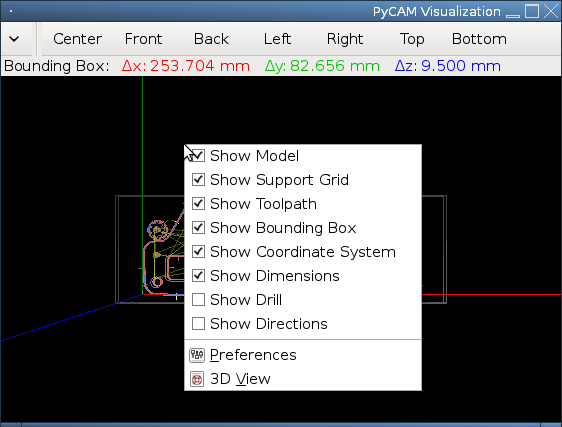 PyCAM Visualization
Center Front Back Left Right Top Bottom
Bounding Box: Δx: 253.704 mm Δy: 82.656 mm Δz: 9.500 mm
Show Model
Show Support Grid
Show Toolpath
Show Bounding Box
Show Coordinate System
Show Dimensions
Show Drill
Show Directions
Preferences
3D View